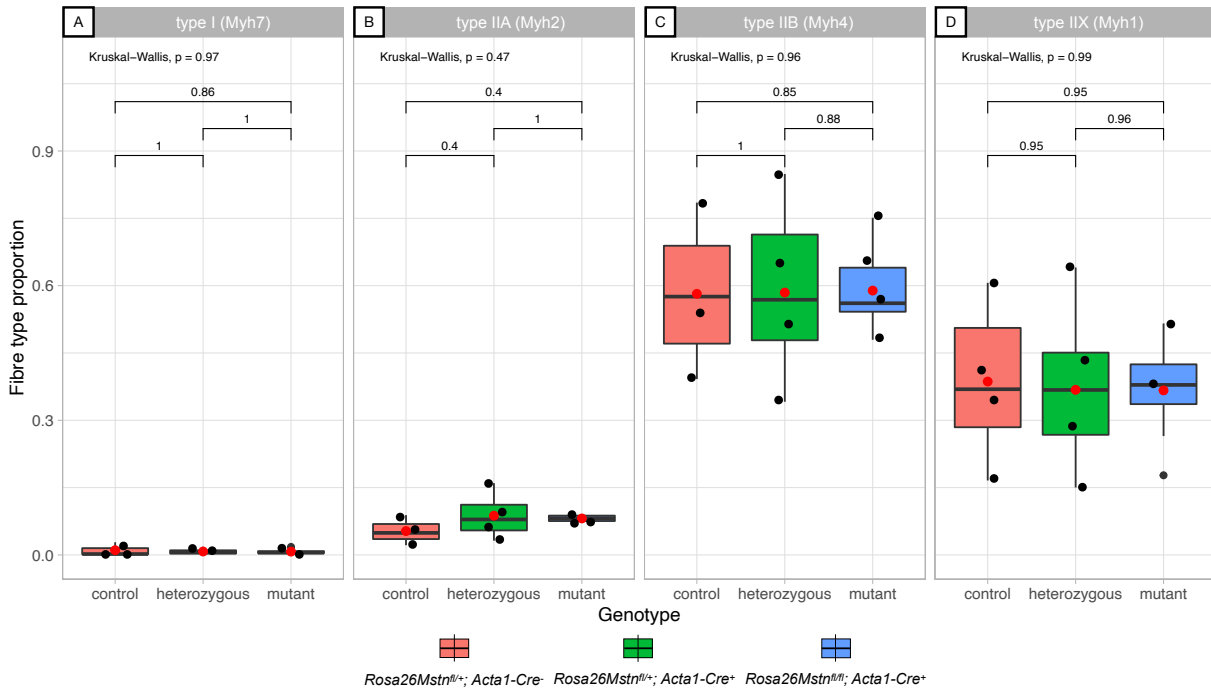 A type I (Myh7)
B type IIA (Myh2)
C type IIB (Myh4)
D type IIX (Myh1)
Kruskal−Wallis, p = 0.97
Kruskal−Wallis, p = 0.47
Kruskal−Wallis, p = 0.96
Kruskal−Wallis, p = 0.99
0.86
1
1
0.4
1
0.4
0.85
0.88
1
0.95
0.96
0.95
Fibre type proportion
0.9
0.6
0.3
0.0
control heterozygous mutant
control heterozygous mutant
control heterozygous mutant
control heterozygous mutant
Genotype
Rosa26Mstnfl/+; Acta1-Cre-
Rosa26Mstnfl/+; Acta1-Cre+
Rosa26Mstnfl/fl; Acta1-Cre+